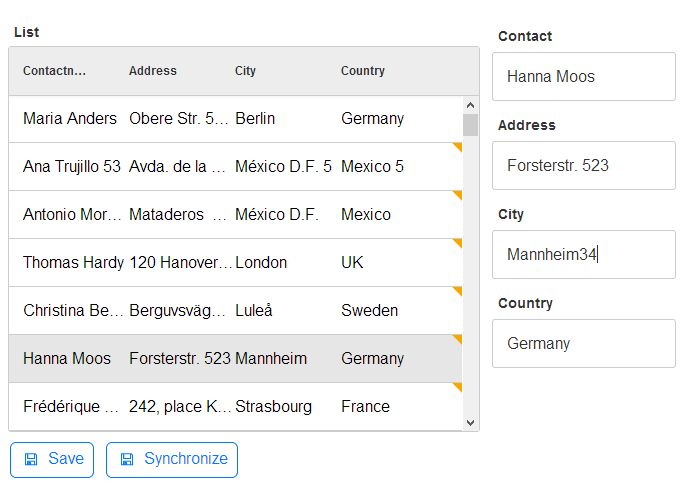 List
Contactn... Address City Country
Maria Anders Obere Str. 5... Berlin Germany
Ana Trujillo 53 Avda. de la ... México D.F. 5 Mexico 5
Antonio Mor... Mataderos ... México D.F. Mexico
Thomas Hardy 120 Hanover... London UK
Christina Be... Berguvsväg... Luleå Sweden
Hanna Moos Forsterstr. 523 Mannheim Germany
Frédérique ... 242, place K... Strasbourg France
Save Synchronize
Contact
Hanna Moos
Address
Forsterstr. 523
City
Mannheim34
Country
Germany